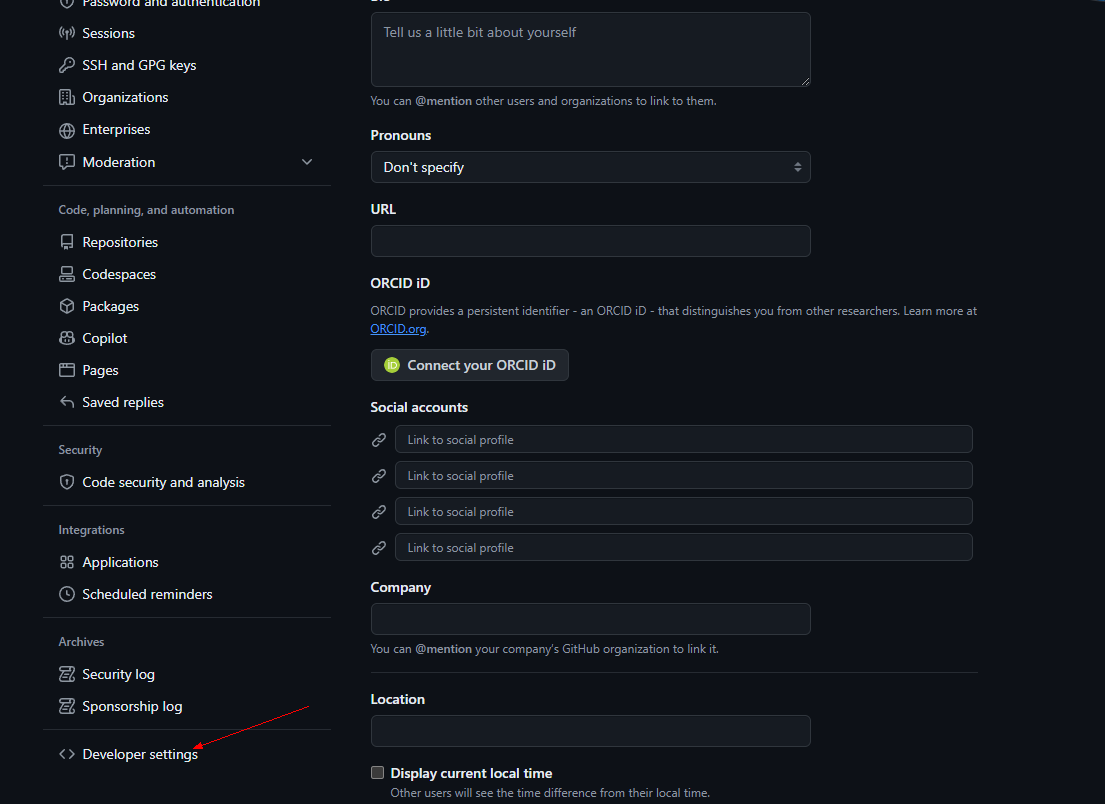 Password and authentication
Sessions
SSH and GPG keys
Organizations
Enterprises
Moderation
Code, planning, and automation
Repositories
Codespaces
Packages
Copilot
Pages
Saved replies
Security
Code security and analysis
Integrations
Applications
Scheduled reminders
Archives
Security log
Sponsorship log
Developer settings
Tell us a little bit about yourself
You can @mention other users and organizations to link to them.
Pronouns
Don't specify
URL
ORCID iD
ORCID provides a persistent identifier - an ORCID iD - that distinguishes you from other researchers. Learn more at
ORCID.org.
iD Connect your ORCID iD
Social accounts
Link to social profile
Link to social profile
Link to social profile
Link to social profile
Company
You can @mention your company's GitHub organization to link it.
Location
Display current local time
Other users will see the time difference from their local time.